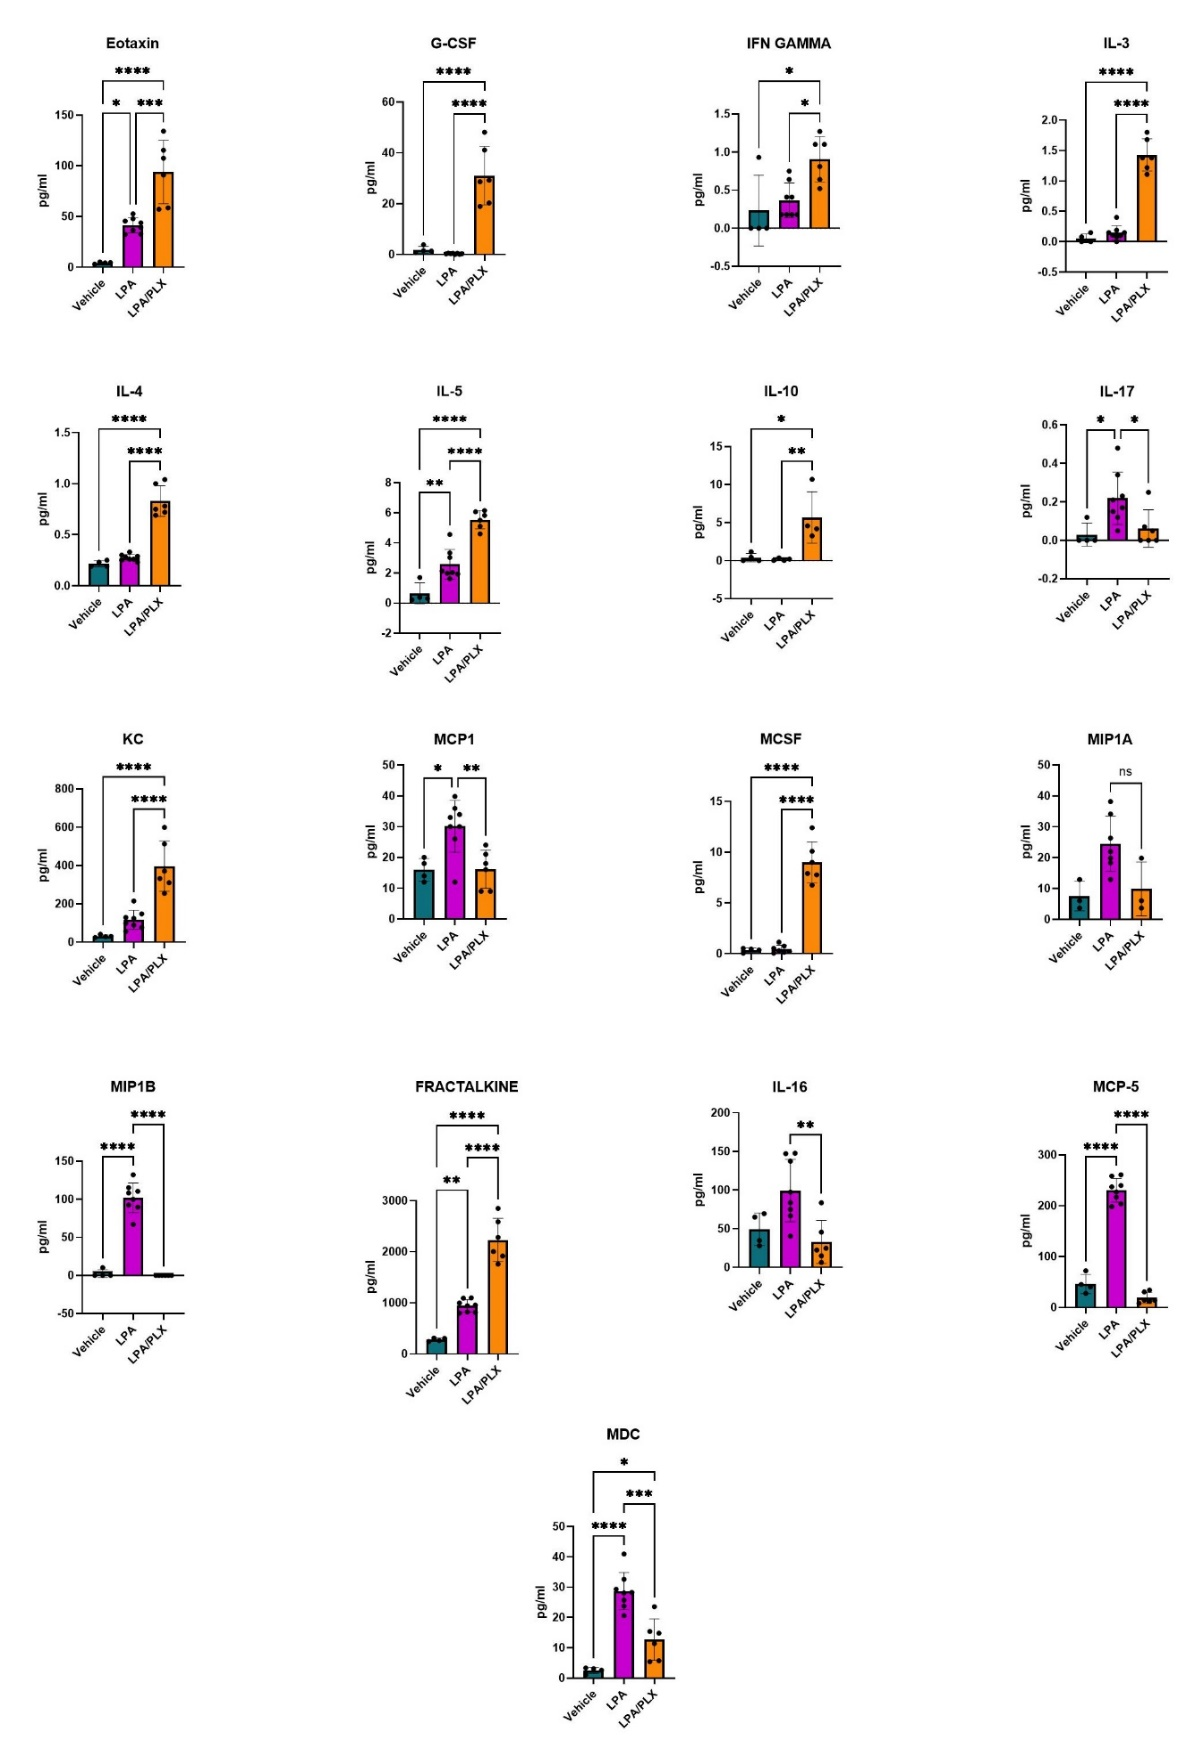 Eotaxin
****
* ***
150
100
50
0
pg/ml
Vehicle
LPA
LPA/PLX
G-CSF
****
****
60
40
20
0
pg/ml
Vehicle
LPA
LPA/PLX
IFN GAMMA
*
*
1.5
1.0
0.5
0.0
-0.5
pg/ml
Vehicle
LPA
LPA/PLX
IL-3
****
****
2.0
1.5
1.0
0.5
0.0
-0.5
pg/ml
Vehicle
LPA
LPA/PLX
IL-4
****
****
1.5
1.0
0.5
0.0
pg/ml
Vehicle
LPA
LPA/PLX
IL-5
****
****
**
8
6
4
2
0
-2
pg/ml
Vehicle
LPA
LPA/PLX
IL-10
*
**
15
10
5
0
-5
pg/ml
Vehicle
LPA
LPA/PLX
IL-17
* *
0.6
0.4
0.2
0.0
-0.2
pg/ml
Vehicle
LPA
LPA/PLX
KC
****
****
800
600
400
200
0
pg/ml
Vehicle
LPA
LPA/PLX
MCP1
* **
50
40
30
20
10
0
pg/ml
Vehicle
LPA
LPA/PLX
MCSF
****
****
15
10
5
0
pg/ml
Vehicle
LPA
LPA/PLX
MIP1A
ns
50
40
30
20
10
0
pg/ml
Vehicle
LPA
LPA/PLX
MIP1B
****
****
150
100
50
0
-50
pg/ml
Vehicle
LPA
LPA/PLX
FRACTALKINE
****
****
**
3000
2000
1000
0
pg/ml
Vehicle
LPA
LPA/PLX
IL-16
**
200
150
100
50
0
pg/ml
Vehicle
LPA
LPA/PLX
MCP-5
****
****
300
200
100
0
pg/ml
Vehicle
LPA
LPA/PLX
MDC
*
***
****
50
40
30
20
10
0
pg/ml
Vehicle
LPA
LPA/PLX